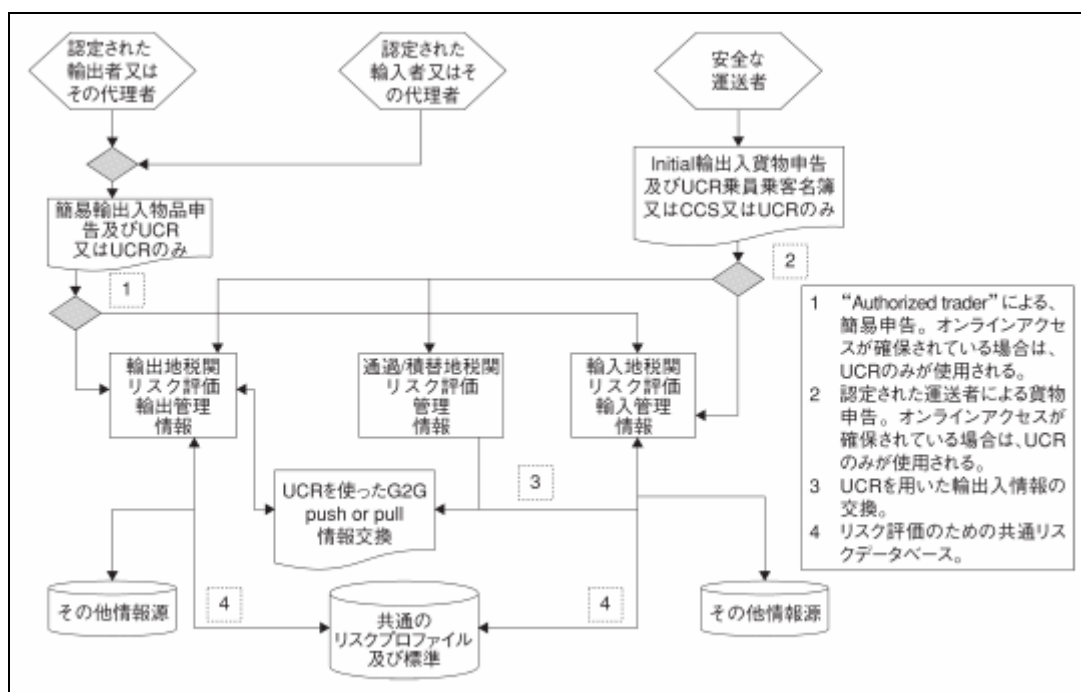 認定された
輸出者又は
その代理者
認定された
輸入者又はそ
の代理者
安全な
運送者
Initial輸出入貨物申告
及びUCR乗員乗客名簿
又はCCS又はUCRのみ
簡易輸出入物品申
告及びUCR
又はUCRのみ
1
2
輸出地税関
リスク評価
輸出管理
情報
通過/積替地税関
リスク評価
管理
情報
輸入地税関
リスク評価
輸入管理
情報
1 “Authorized trader”による、
簡易申告。オンラインアクセ
スが確保されている場合は、
UCRのみが使用される。
2 認定された運送者による貨物
申告。オンラインアクセスが
確保されている場合は、UCR
のみが使用される。
3 UCRを用いた輸出入情報の
交換。
4 リスク評価のための共通リス
クデータベース。
UCRを使ったG2G
push or pull
情報交換
3
その他情報源
4
共通の
リスクプロファイル
及び標準
4
その他情報源